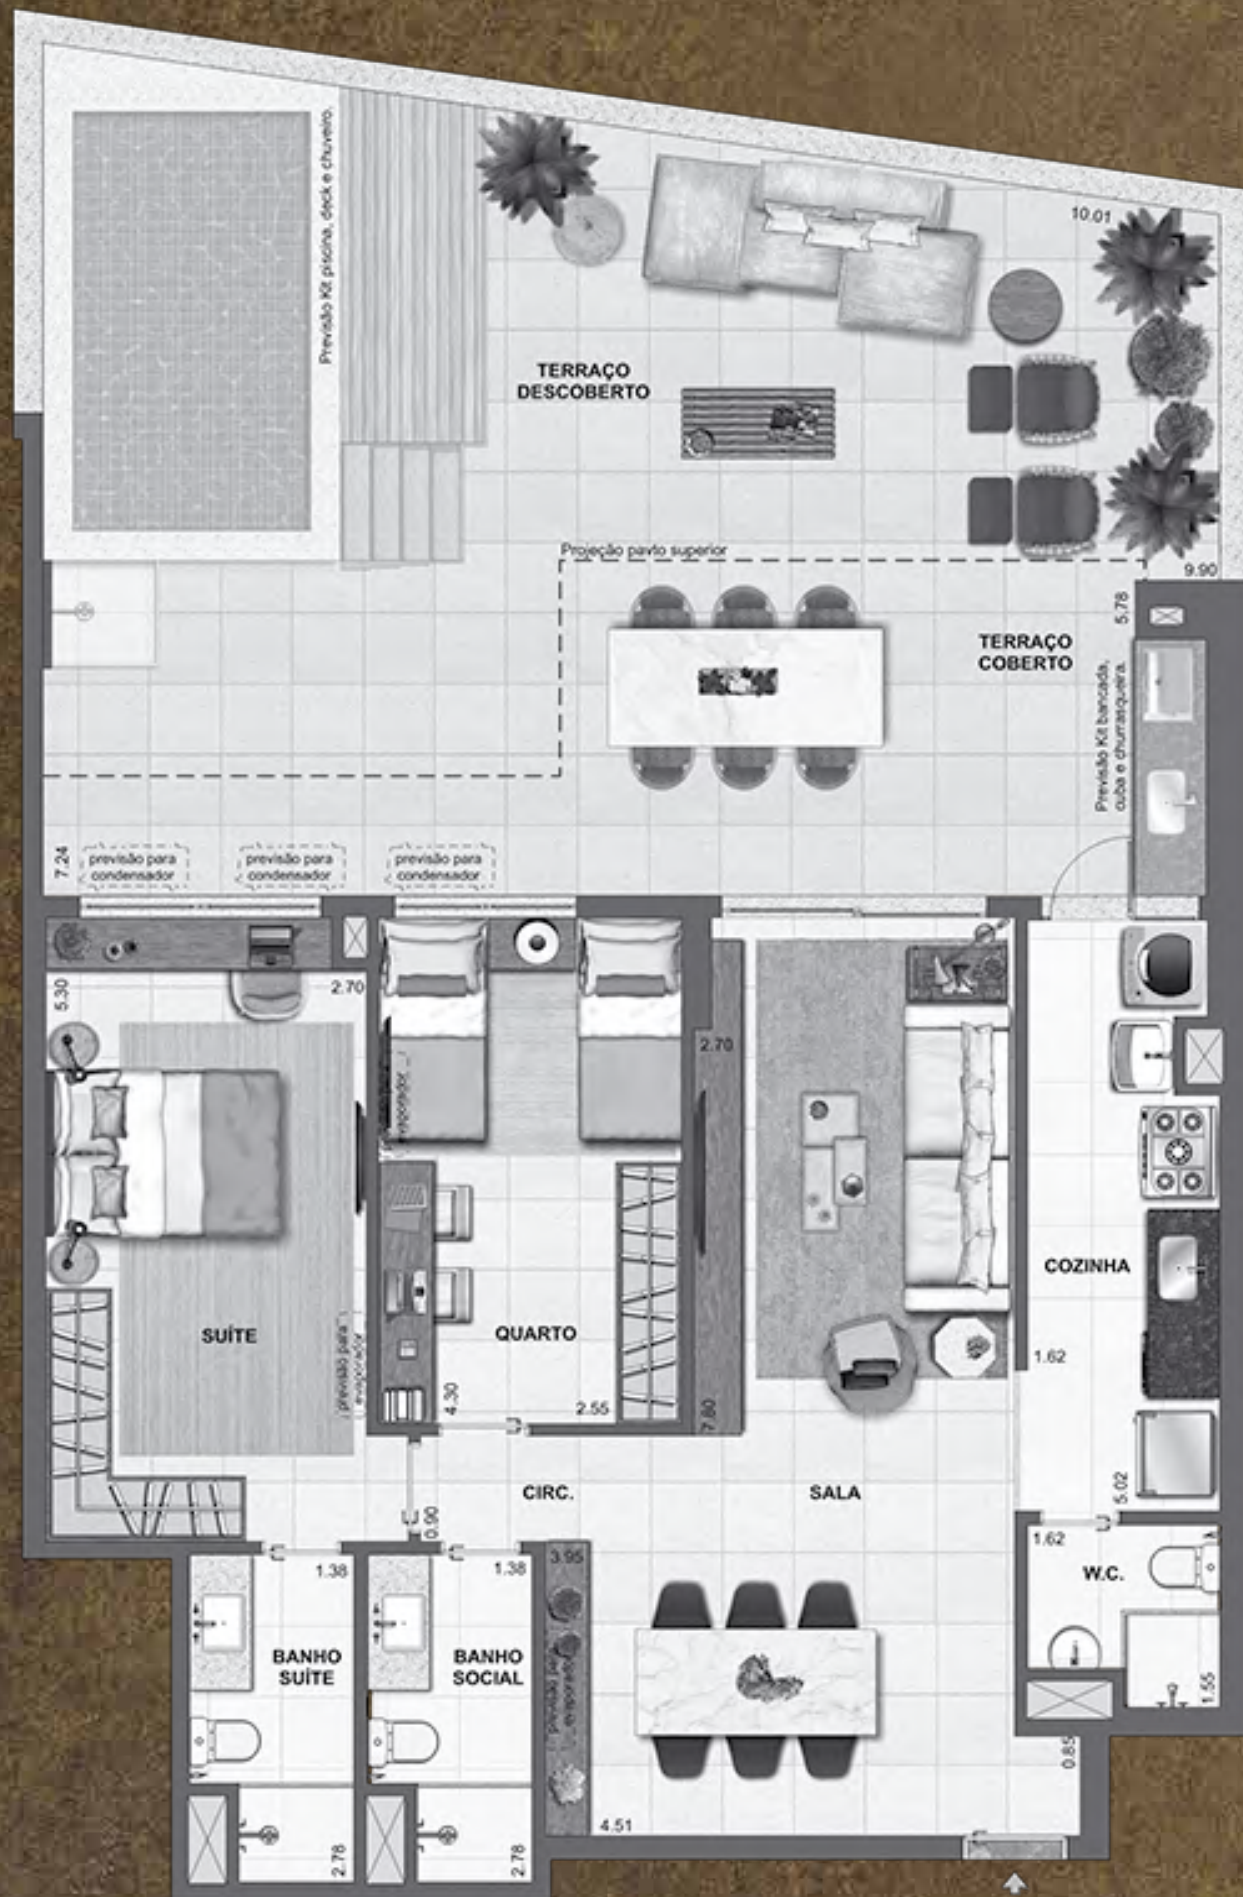 Previsão Kit piscina, deck e chuveiro.
10.01
TERRAÇO
DESCOBERTO
Projeção pavto superior
9.90
5.78
TERRAÇO
COBERTO
Previsão Kit bancada,
cuba e churrasqueira.
7.24
previsão para
condensador
previsão para
condensador
previsão para
condensador
5.30
2.70
2.70
evaporador
COZINHA
SUÍTE
QUARTO
previsão para
evaporador
1.62
4.30
2.55
7.80
CIRC.
SALA
5.02
0.90
1.62
1.38
1.38
3.95
W.C.
BANHO
SUÍTE
BANHO
SOCIAL
previsão para
evaporador
1.55
0.85
4.51
2.78
2.78